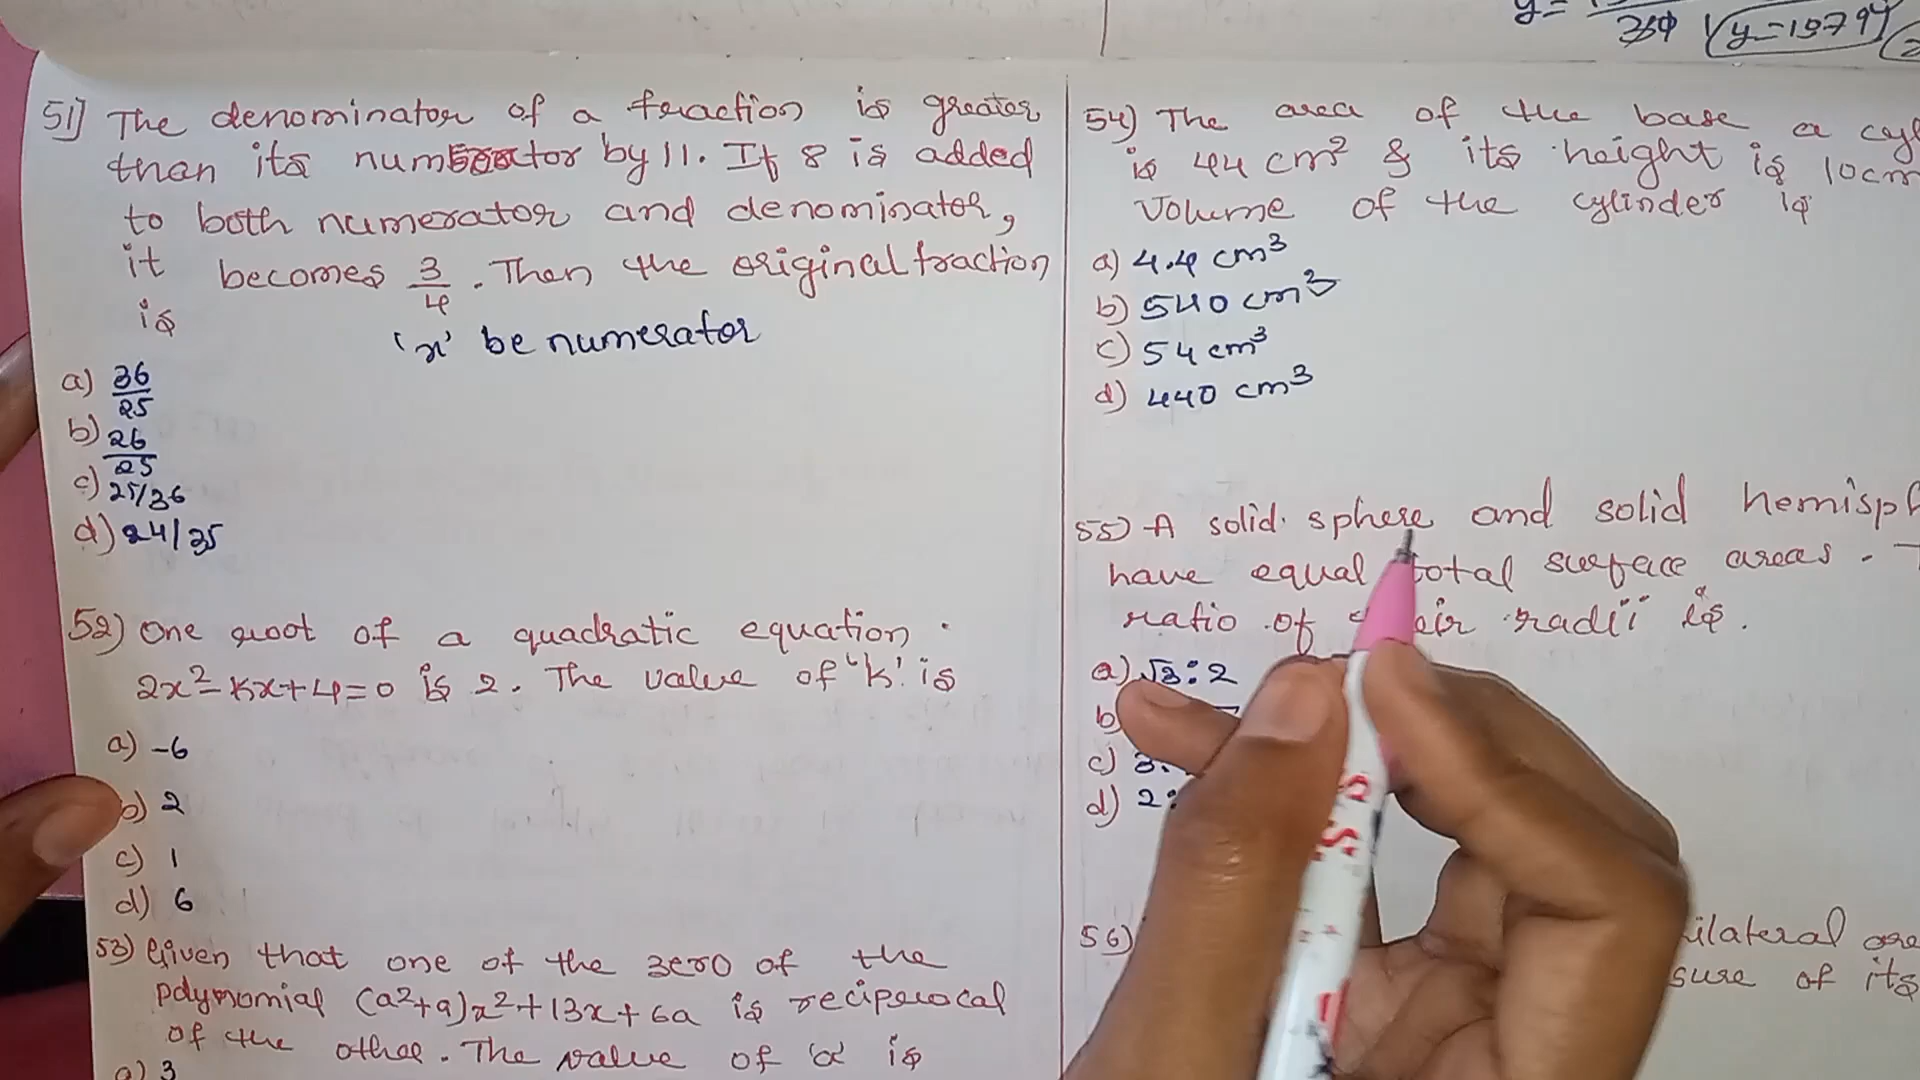 y=
354
y=19794
51] The denominator of a fraction is greater
than its numerator by 11. If 8 is added
to both numerator and denominator,
it becomes 3/4. Then the original fraction
is
'x' be numerator
a) 36/25
b) 26/25
c) 25/36
d) 24/35
52) One root of a quadratic equation
2x²-kx+4=0 is 2. The value of 'k' is
a) -6
b) 2
c) 1
d) 6
53) Given that one of the zero of the
polynomial (a²+9)x²+13x+6a is reciprocal
of the other. The value of 'a' is
a) 3
54) The area of the base a
is 44 cm² & its height is 10cm
Volume of the cylinder is
a) 4.4 cm³
b) 540 cm³
c) 54 cm³
d) 440 cm³
55) A solid sphere and solid
have equal total surface areas.
ratio of their radii is.
a) √3:2
b)
c) 3:
d) 2:
56)
are
of its